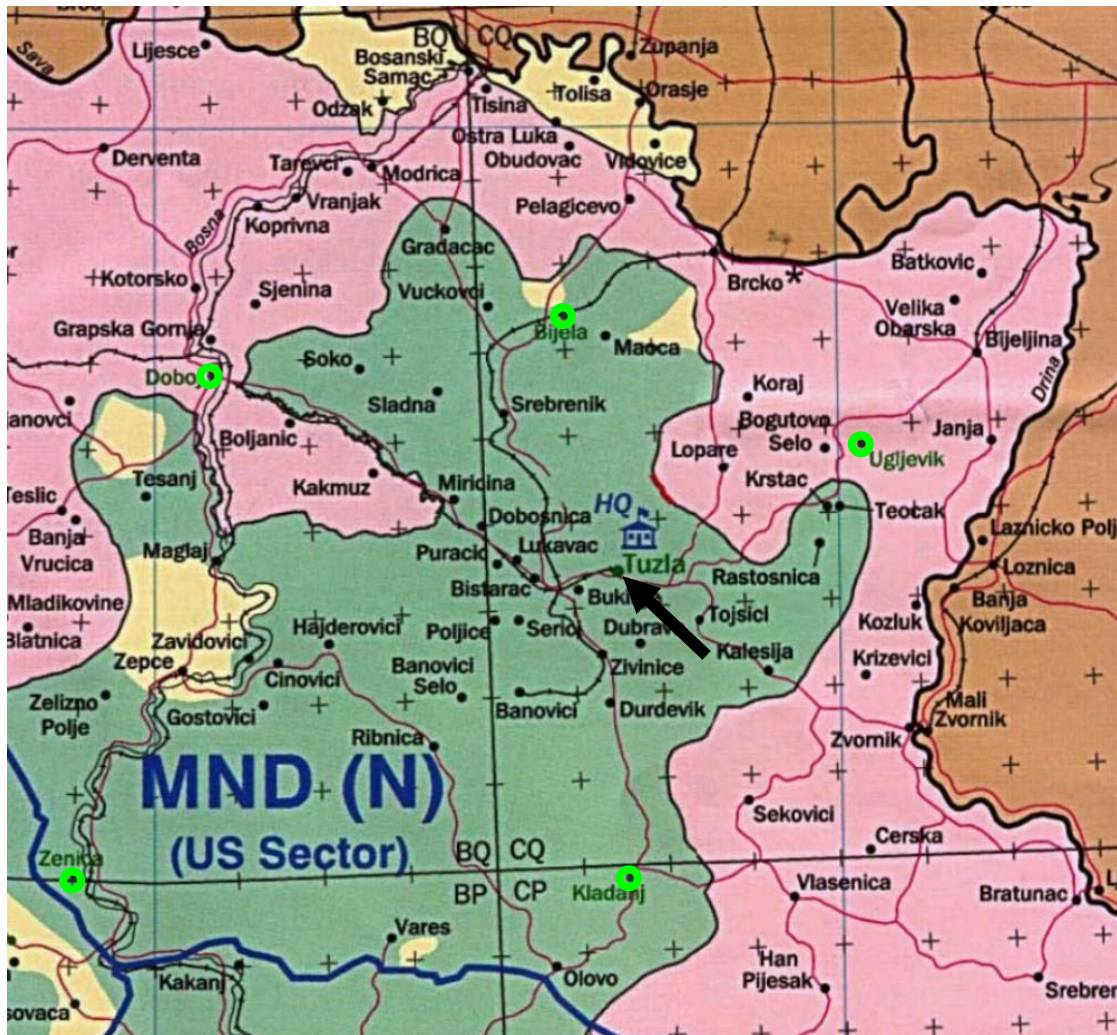 BQ
CQ
Sava
Lijesce
Bosanski
Samac
Zupanja
Odzak
Tisina
Tolisa
Orasje
Ostra Luka
Obudovac
Vidovice
Derventa
Tarevci
Modrica
Vranjak
Koprivna
Bosna
Pelagicevo
Gradacac
Kotorsko
Sjenina
Vuckovci
Brcko *
Batkovic
Velika
Obarska
Bijeljina
Drina
Grapska Gornja
Bijela
Maoca
Soko
Doboj
Sladna
Srebrenik
Koraj
Bogutovo
Selo
Janja
Ugljevik
Boljanic
Lopare
Tesanj
Kakmuz
Miridina
Krstac
Teocak
Teslic
Banja
Vrucica
HQ
Dobosnica
Lukavac
Puracic
Maglaj
Tuzla
Bistarac
Rastosnica
Laznicko Polj
Loznica
Banja
Koviljaca
Mladikovine
Blatnica
Zavidovici
Hajderovici
Poljice
Serici
Dubrav
Tojsici
Kozluk
Zepce
Cinovici
Banovici
Selo
Zivinice
Kalesija
Krizevici
Zelizno
Polje
Gostovici
Banovici
Durdevik
Mali
Zvornik
Ribnica
Zvornik
MND (N)
(US Sector)
Sekovici
Cerska
BQ
CQ
Zenica
BP
CP
Kladanj
Vlasenica
Bratunac
Vares
Kakanj
Olovo
Han
Pijesak
Srebren
sovaca